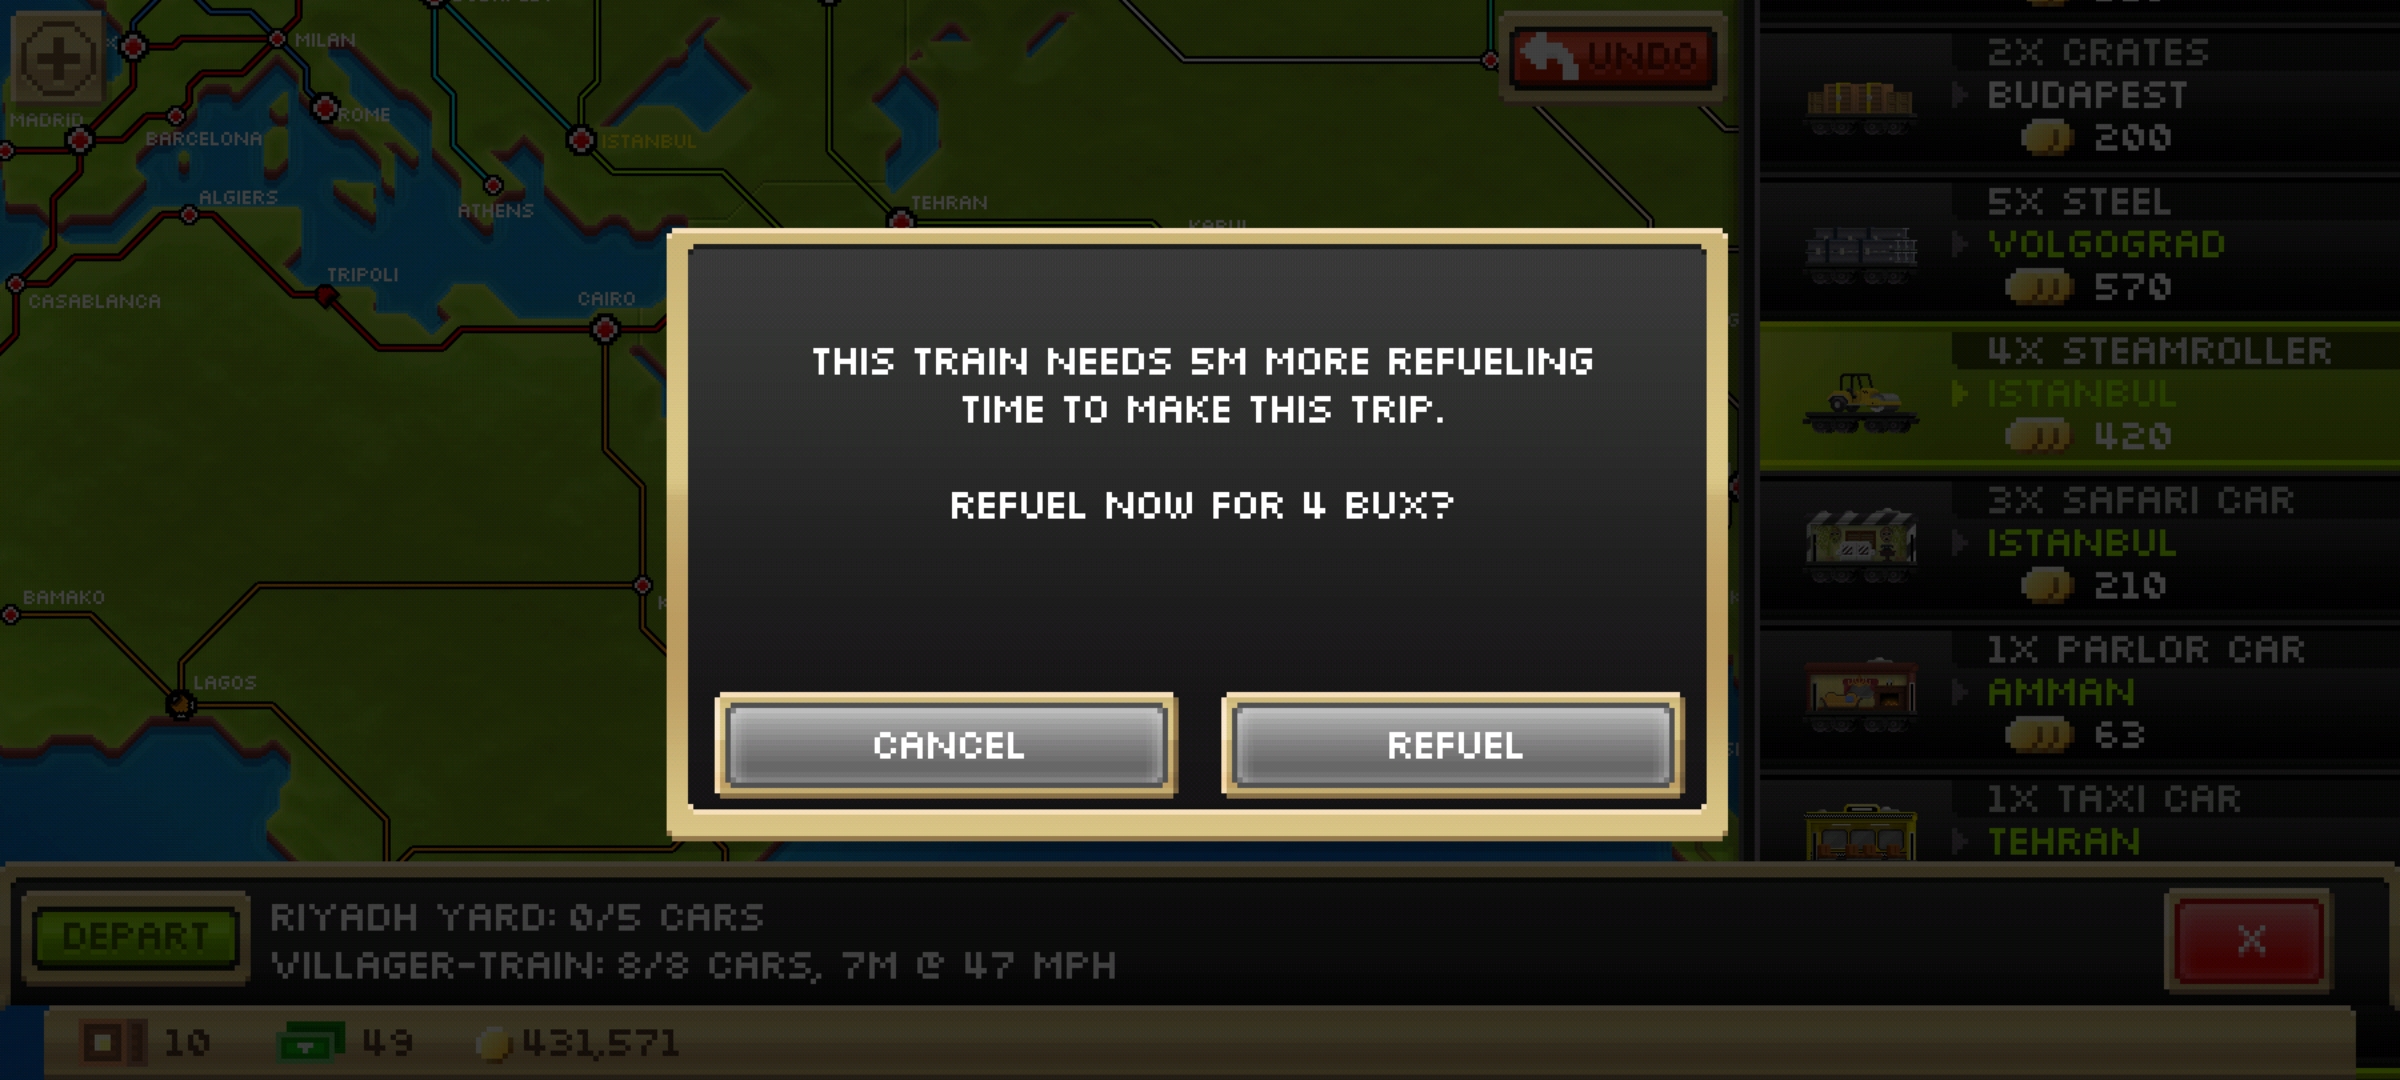 MILAN
MADRID
ROME
BARCELONA
ISTANBUL
ALGIERS
ATHENS
TEHRAN
TRIPOLI
CASABLANCA
CAIRO
BAMAKO
LAGOS
UNDO
2X CRATES
BUDAPEST
200
5X STEEL
VOLGOGRAD
570
4X STEAMROLLER
ISTANBUL
420
3X SAFARI CAR
ISTANBUL
210
1X PARLOR CAR
AMMAN
63
1X TAXI CAR
TEHRAN
THIS TRAIN NEEDS 5M MORE REFUELING
TIME TO MAKE THIS TRIP.
REFUEL NOW FOR 4 BUX?
CANCEL
REFUEL
DEPART
RIYADH YARD: 0/5 CARS
VILLAGER-TRAIN: 8/8 CARS, 7M @ 47 MPH
X
10
49
431,571